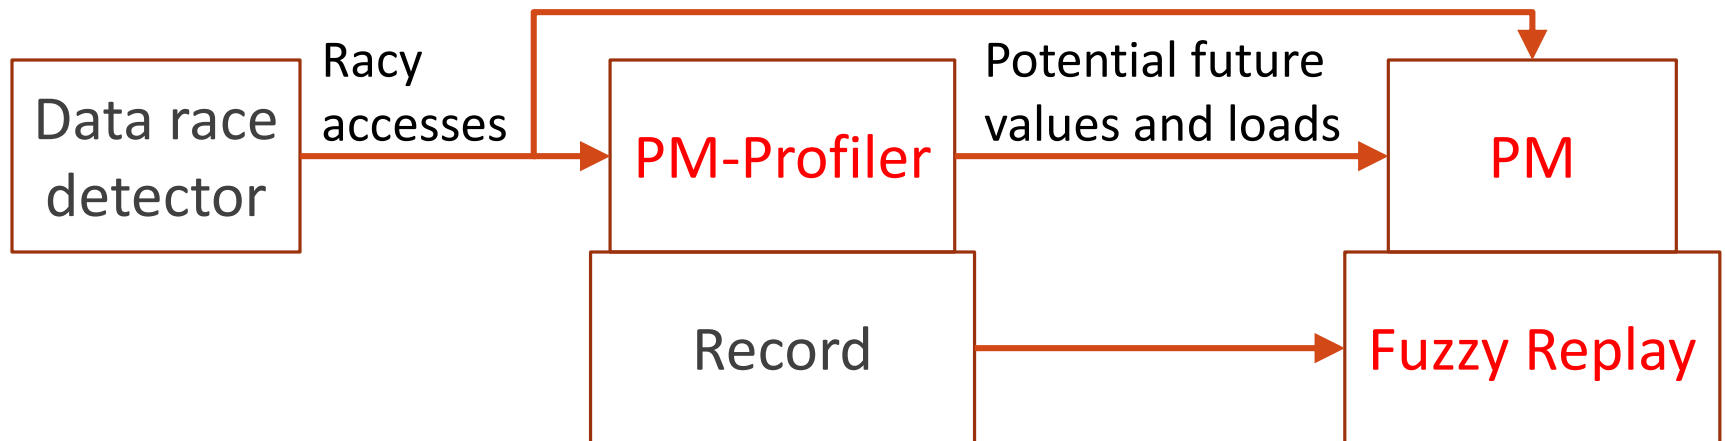 Data race
detector
Racy
accesses
PM-Profiler
Potential future
values and loads
PM
Record
Fuzzy Replay